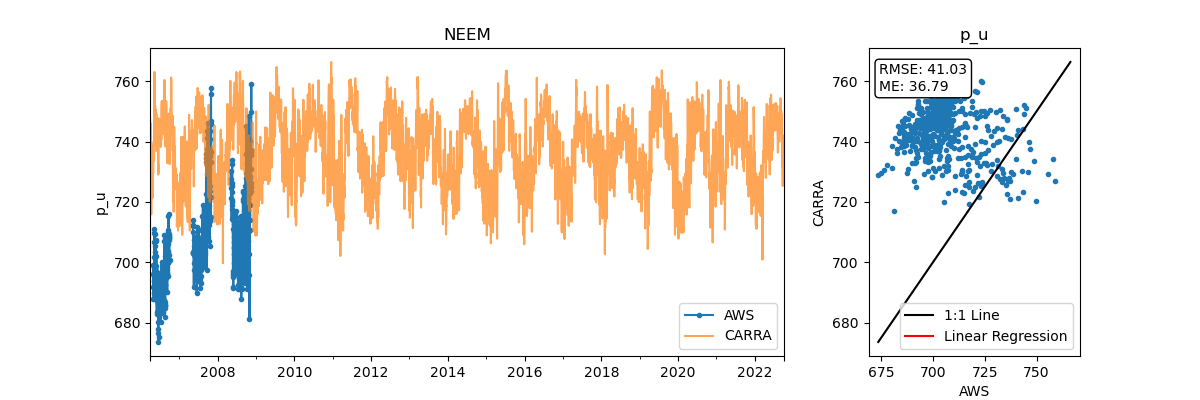 NEEM
p_u
760
740
720
700
680
p_u
2008
2010
2012
2014
2016
2018
2020
2022
AWS
CARRA
p_u
RMSE: 41.03
ME: 36.79
760
740
720
700
680
CARRA
675
700
725
750
AWS
1:1 Line
Linear Regression